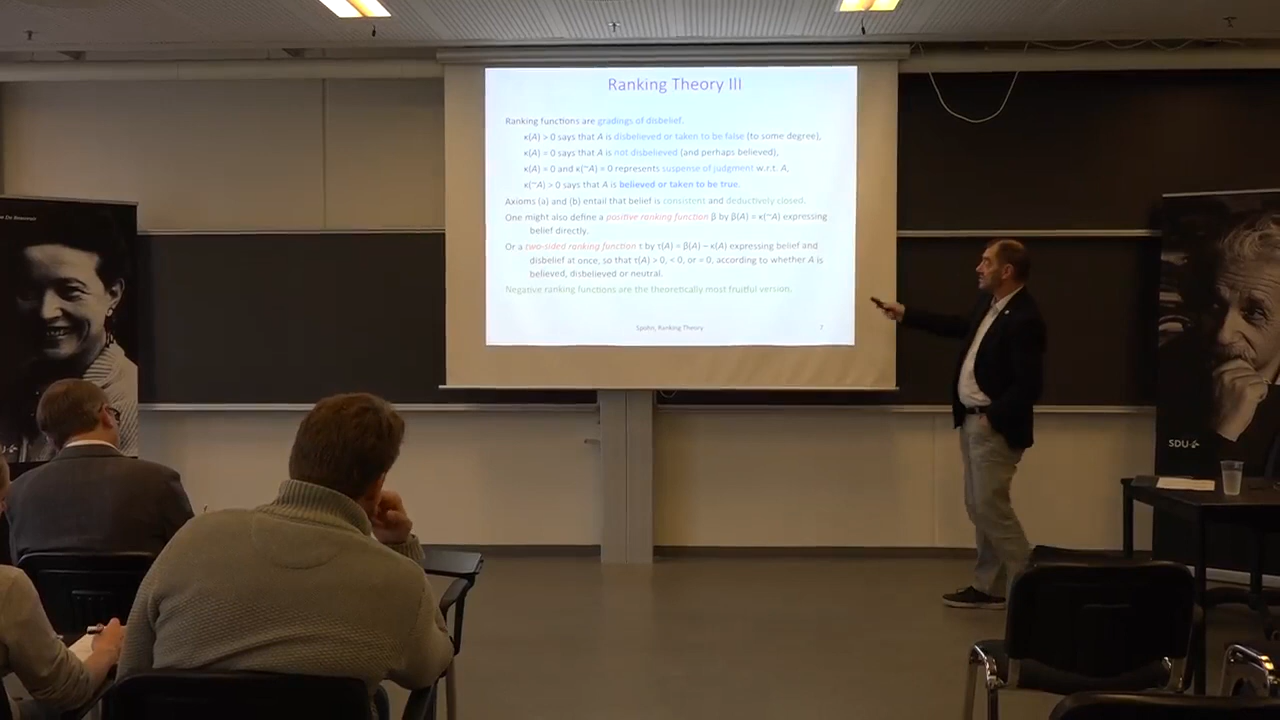 Ranking Theory III
Ranking functions are gradings of disbelief.
κ(A) > 0 says that A is disbelieved or taken to be false (to some degree),
κ(A) = 0 says that A is not disbelieved (and perhaps believed),
κ(A) = 0 and κ(~A) = 0 represents suspense of judgment w.r.t. A,
κ(~A) > 0 says that A is believed or taken to be true.
Axioms (a) and (b) entail that belief is consistent and deductively closed.
One might also define a positive ranking function β by β(A) = κ(~A) expressing
belief directly.
Or a two-sided ranking function τ by τ(A) = β(A) – κ(A) expressing belief and
disbelief at once, so that τ(A) > 0, < 0, or = 0, according to whether A is
believed, disbelieved or neutral.
Negative ranking functions are the theoretically most fruitful version.
Spohn, Ranking Theory
7
De Beauvoir
SDU
SDU